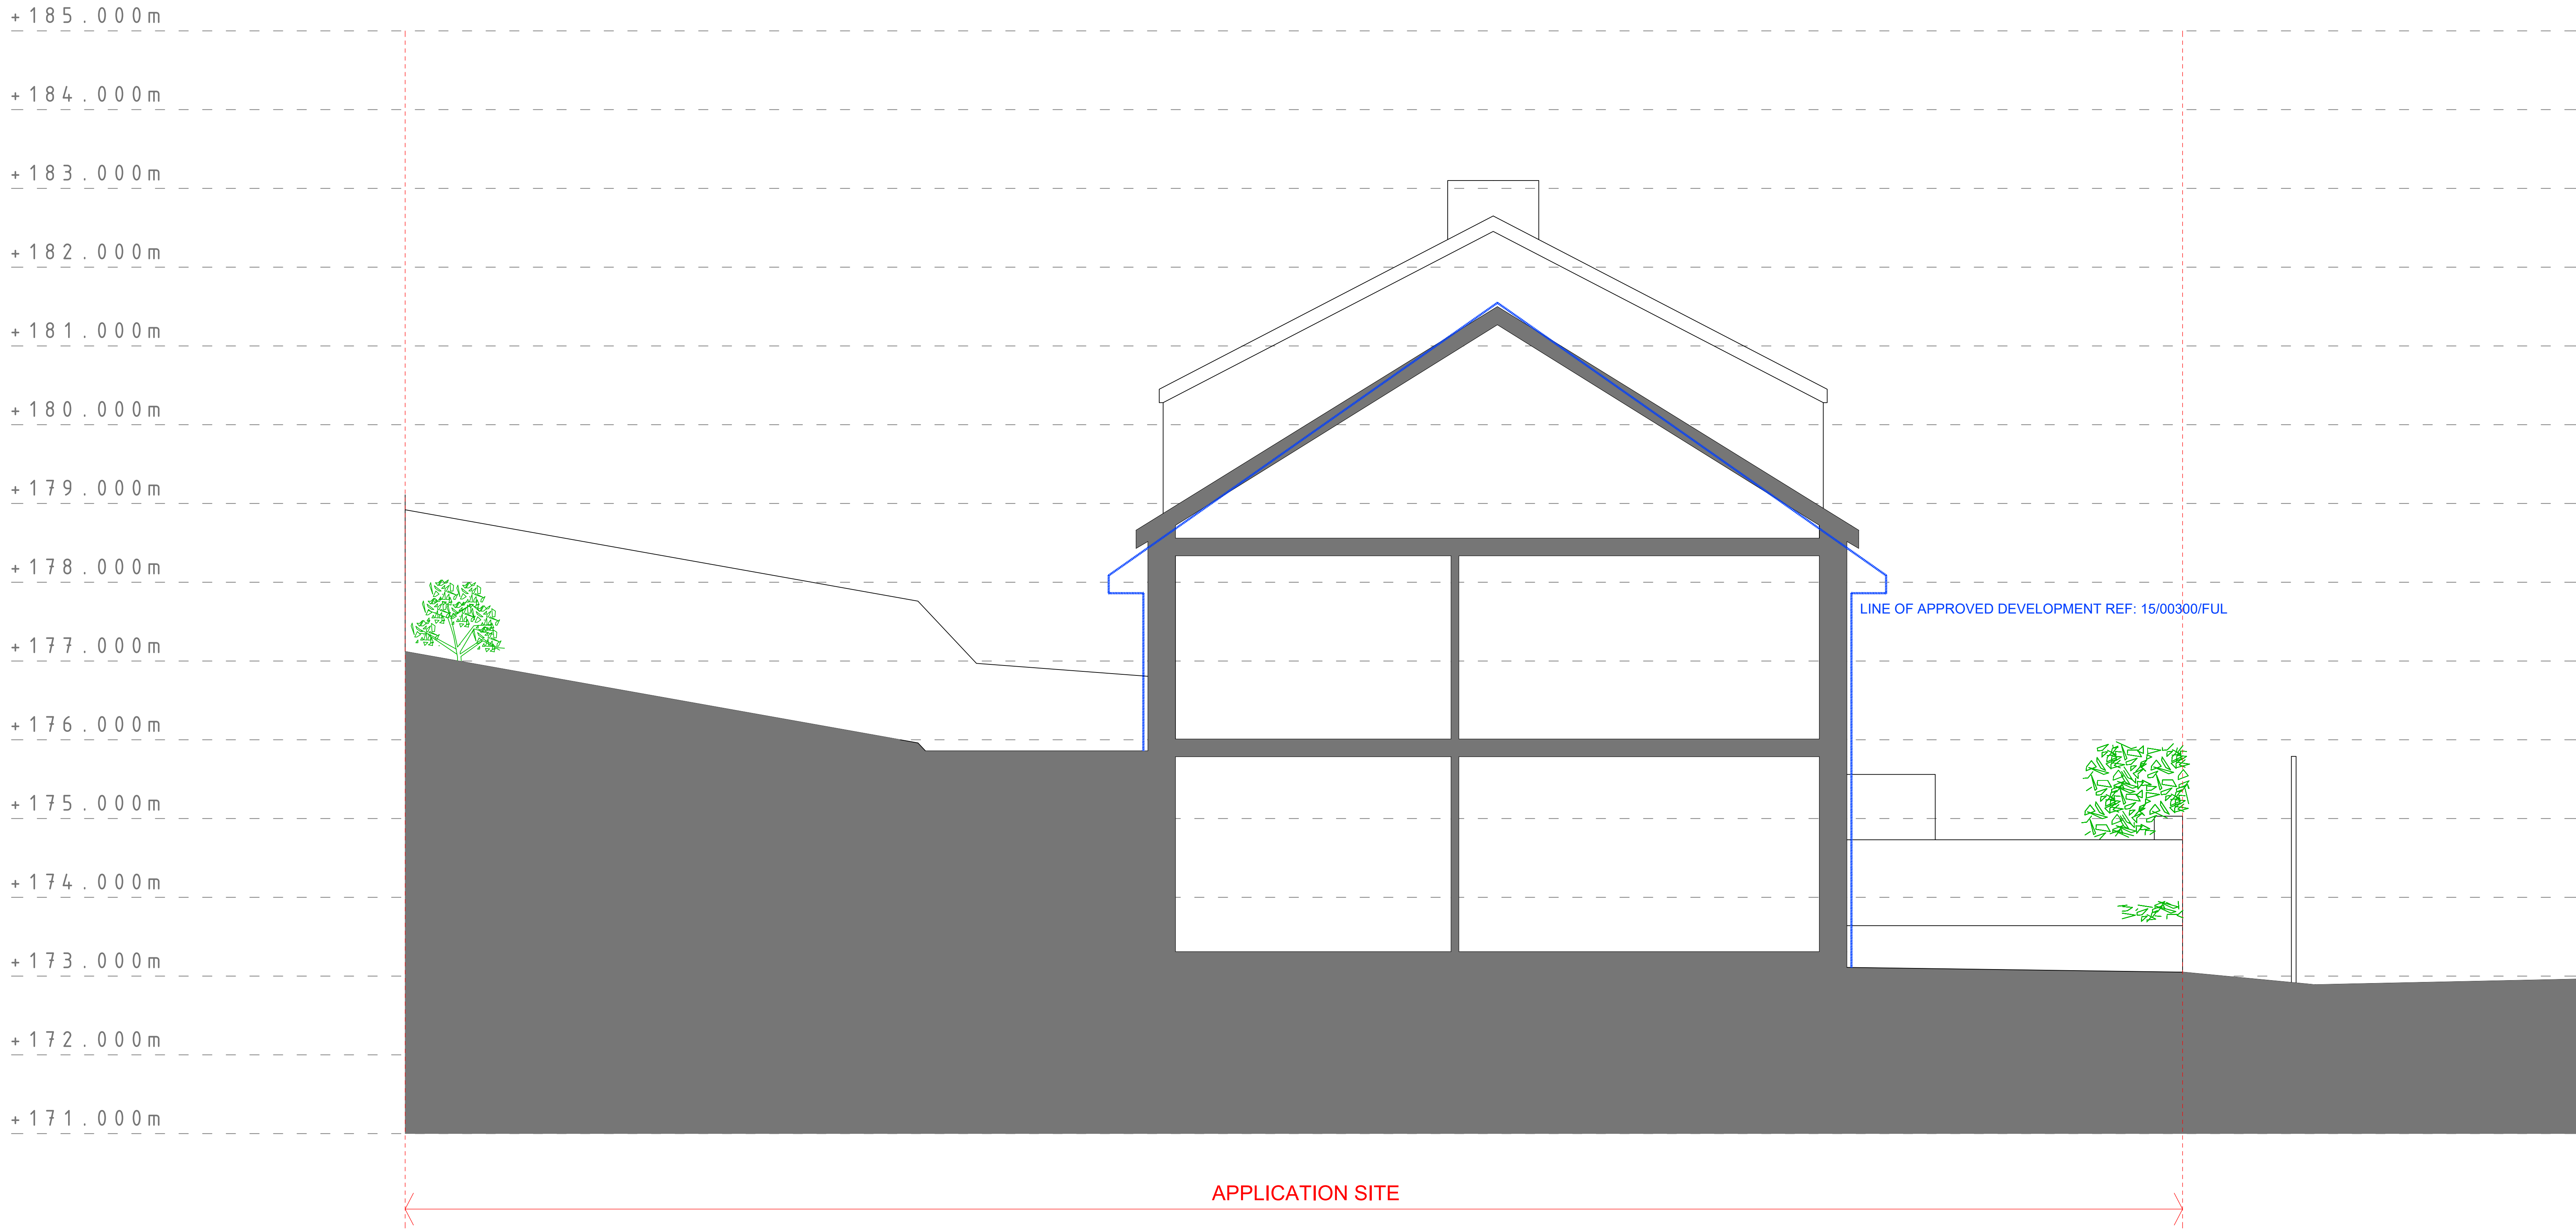 +185.000m
+184.000m
+183.000m
+182.000m
+181.000m
+180.000m
+179.000m
+178.000m
LINE OF APPROVED DEVELOPMENT REF: 15/00300/FUL
+177.000m
+176.000m
+175.000m
+174.000m
+173.000m
+172.000m
+171.000m
APPLICATION SITE